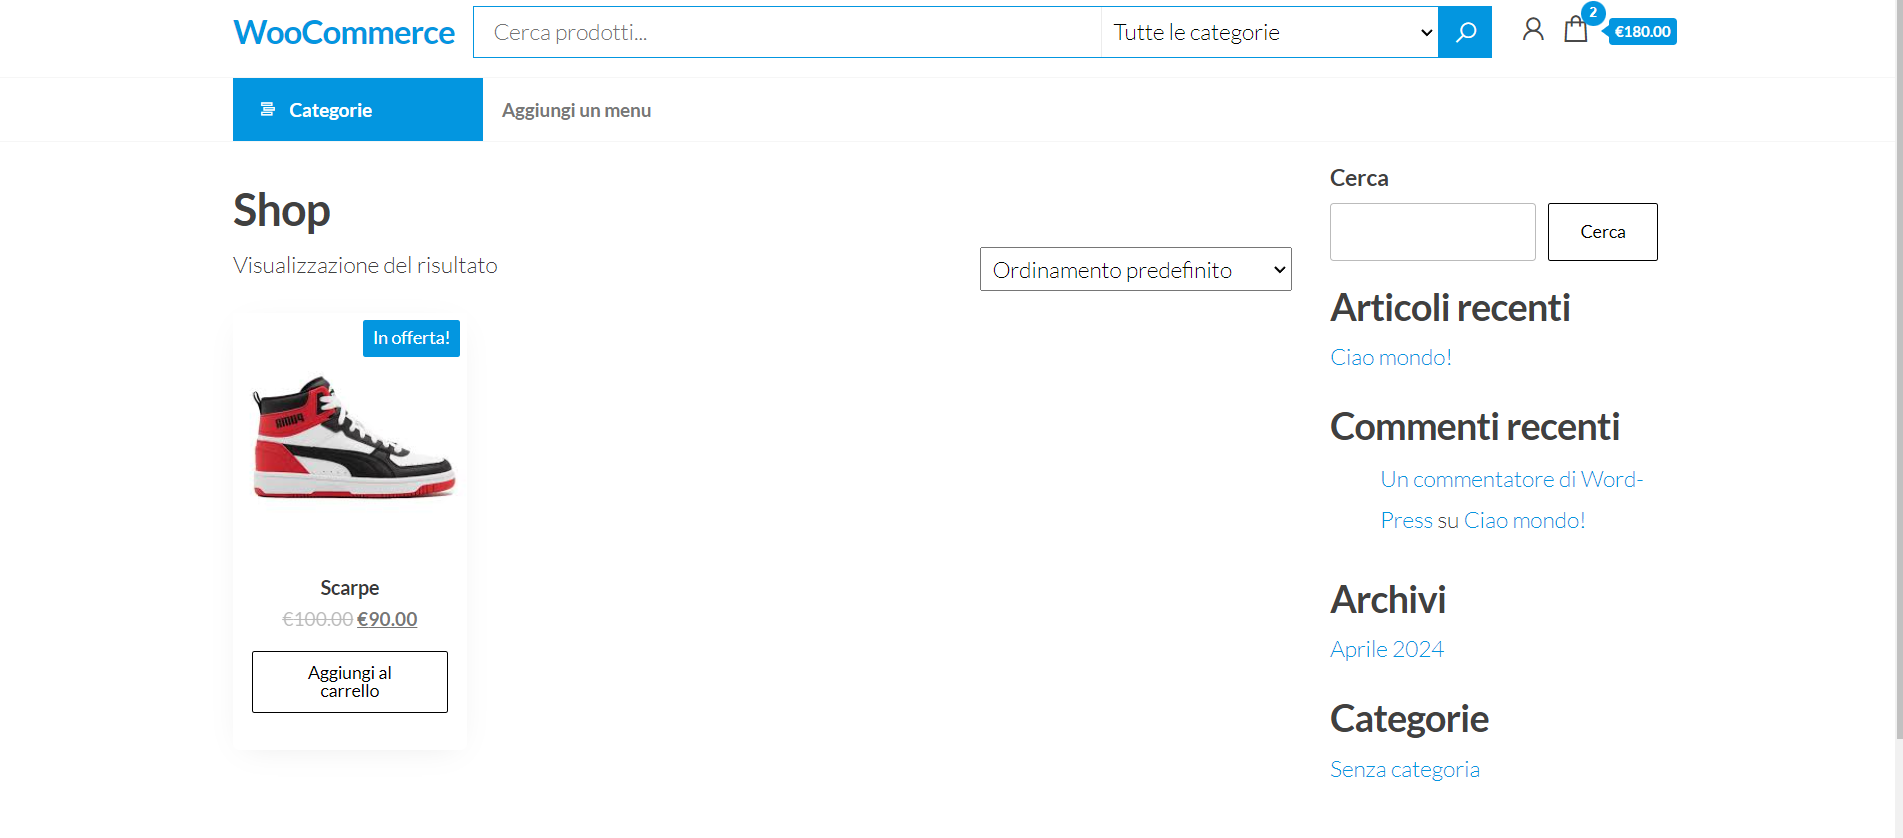 WooCommerce
Cerca prodotti...
Tutte le categorie
2
€180.00
Categorie
Aggiungi un menu
Shop
Visualizzazione del risultato
Ordinamento predefinito
In offerta!
Scarpe
€100.00 €90.00
Aggiungi al
carrello
Cerca
Cerca
Articoli recenti
Ciao mondo!
Commenti recenti
Un commentatore di Word-
Press su Ciao mondo!
Archivi
Aprile 2024
Categorie
Senza categoria